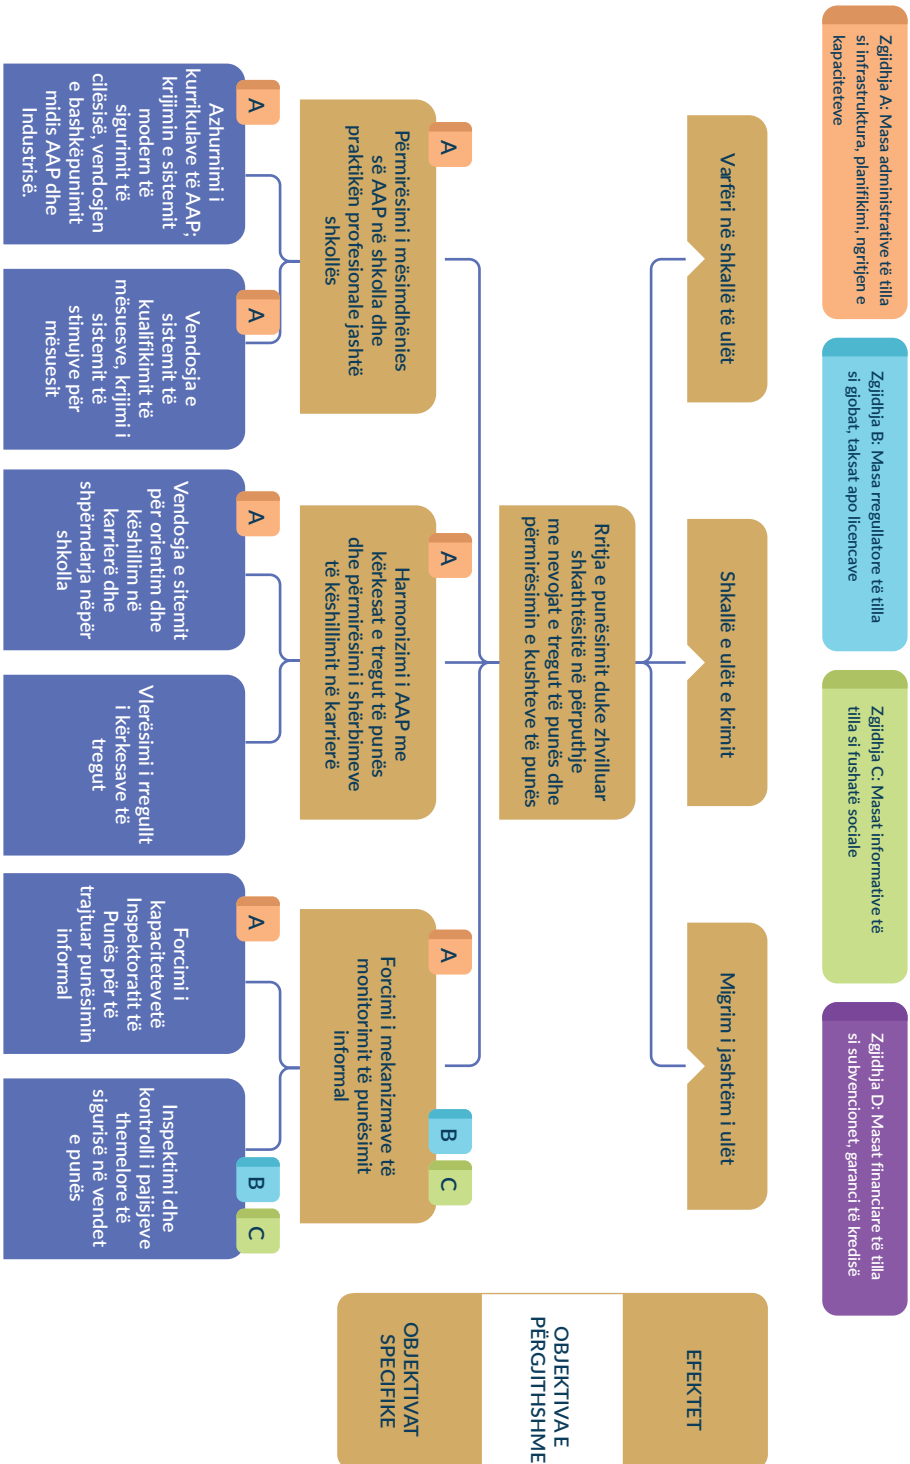 Zgjidhja A: Masa administrative të tilla
si infrastruktura, planifikimi, ngritjen e
kapaciteteve
Zgjidhja B: Masa rregullatore të tilla
si gjobat, taksat apo licencave
Zgjidhja C: Masat informative të
tilla si fushatë sociale
Zgjidhja D: Masat financiare të tilla
si subvencionet, garanci të kredisë
Varfëri në shkallë të ulët
Shkallë e ulët e krimit
Migrim i jashtëm i ulët
EFEKTET
Rritja e punësimit duke zhvilluar
shkathtësitë në përputhje
me nevojat e tregut të punës dhe
përmirësimin e kushteve të punës
OBJEKTIVA E
PËRGJITHSHME
A
Përmirësimi i mësimdhënies
së AAP në shkolla dhe
praktikën profesionale jashtë
shkollës
A
Harmonizimi i AAP me
kërkesat e tregut të punës
dhe përmirësimi i shërbimeve
të këshillimit në karrierë
A
B
C
Forcimi i mekanizmave të
monitorimit të punësimit
informal
OBJEKTIVAT
SPECIFIKE
A
Azhurnimi i
kurrikulave të AAP;
krijimin e sistemit
modern të
sigurimit të
cilësisë, vendosjen
e bashkëpunimit
midis AAP dhe
Industrisë.
A
Vendosja e
sistemit të
kualifikimit të
mësuesve, krijimi i
sistemit të
stimujve për
mësuesit
A
Vendosja e sitemit
për orientim dhe
këshillim në
karrierë dhe
shpërndarja nëpër
shkolla
Vlerësimi i rregullt
i kërkesave të
tregut
A
Forcimi i
kapacitetevetë
Inspektoratit të
Punës për të
trajtuar punësimin
informal
B
C
Inspektimi dhe
kontrolli i pajisjeve
themelore të
sigurisë në vendet
e punës